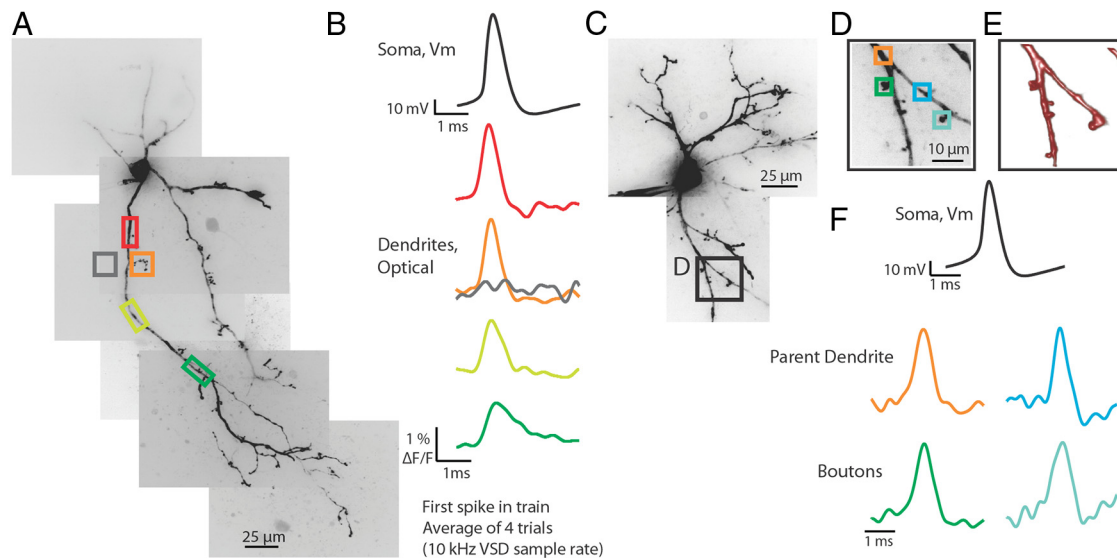 A
B
C
D
E
Soma, Vm
10 mV
1 ms
Dendrites,
Optical
1 %
ΔF/F
1ms
First spike in train
Average of 4 trials
(10 kHz VSD sample rate)
25 µm
25 µm
D
10 µm
F
Soma, Vm
10 mV
1 ms
Parent Dendrite
Boutons
1 ms